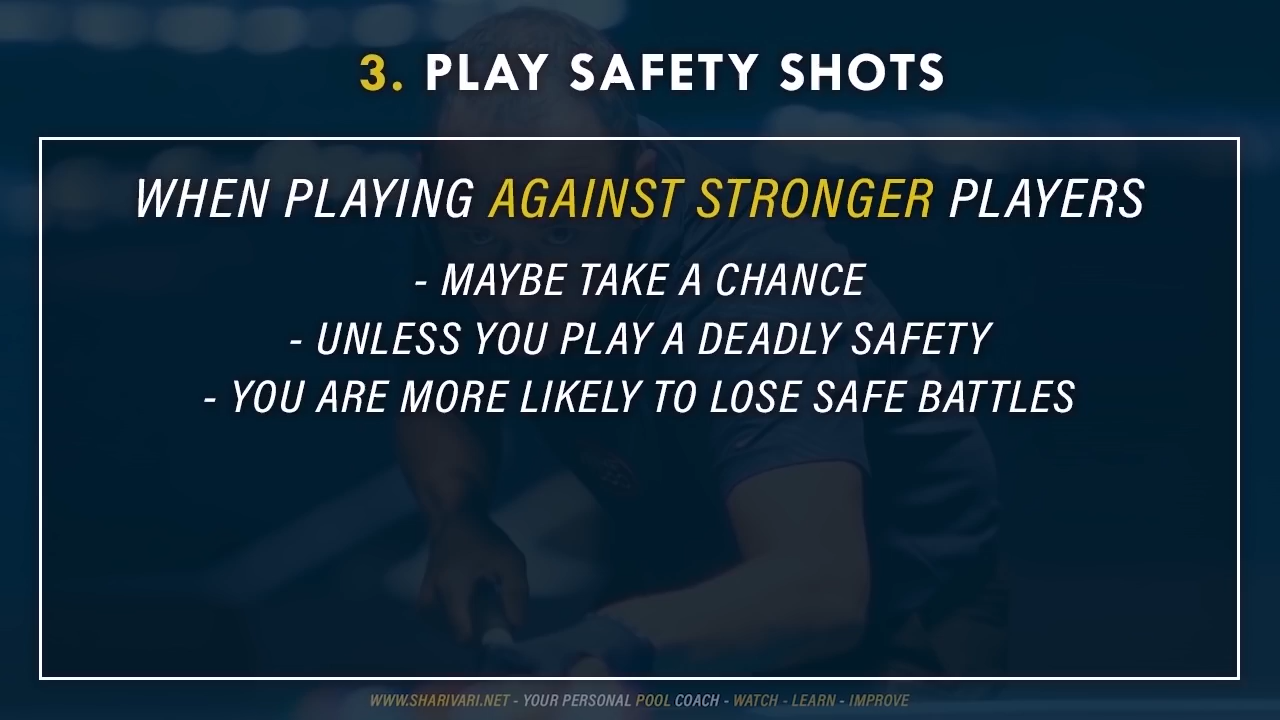 3. PLAY SAFETY SHOTS
WHEN PLAYING AGAINST STRONGER PLAYERS
- MAYBE TAKE A CHANCE
- UNLESS YOU PLAY A DEADLY SAFETY
- YOU ARE MORE LIKELY TO LOSE SAFE BATTLES
WWW.SHARIVARI.NET - YOUR PERSONAL POOL COACH - WATCH - LEARN - IMPROVE